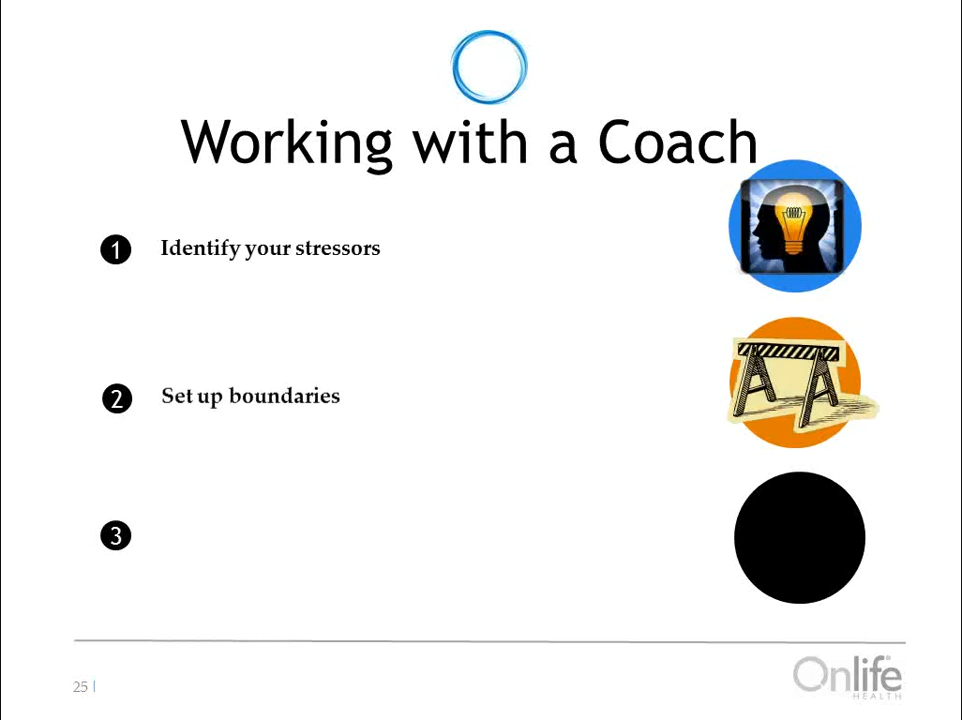 Working with a Coach
1 Identify your stressors
2 Set up boundaries
3
25 |
Onlife
HEALTH